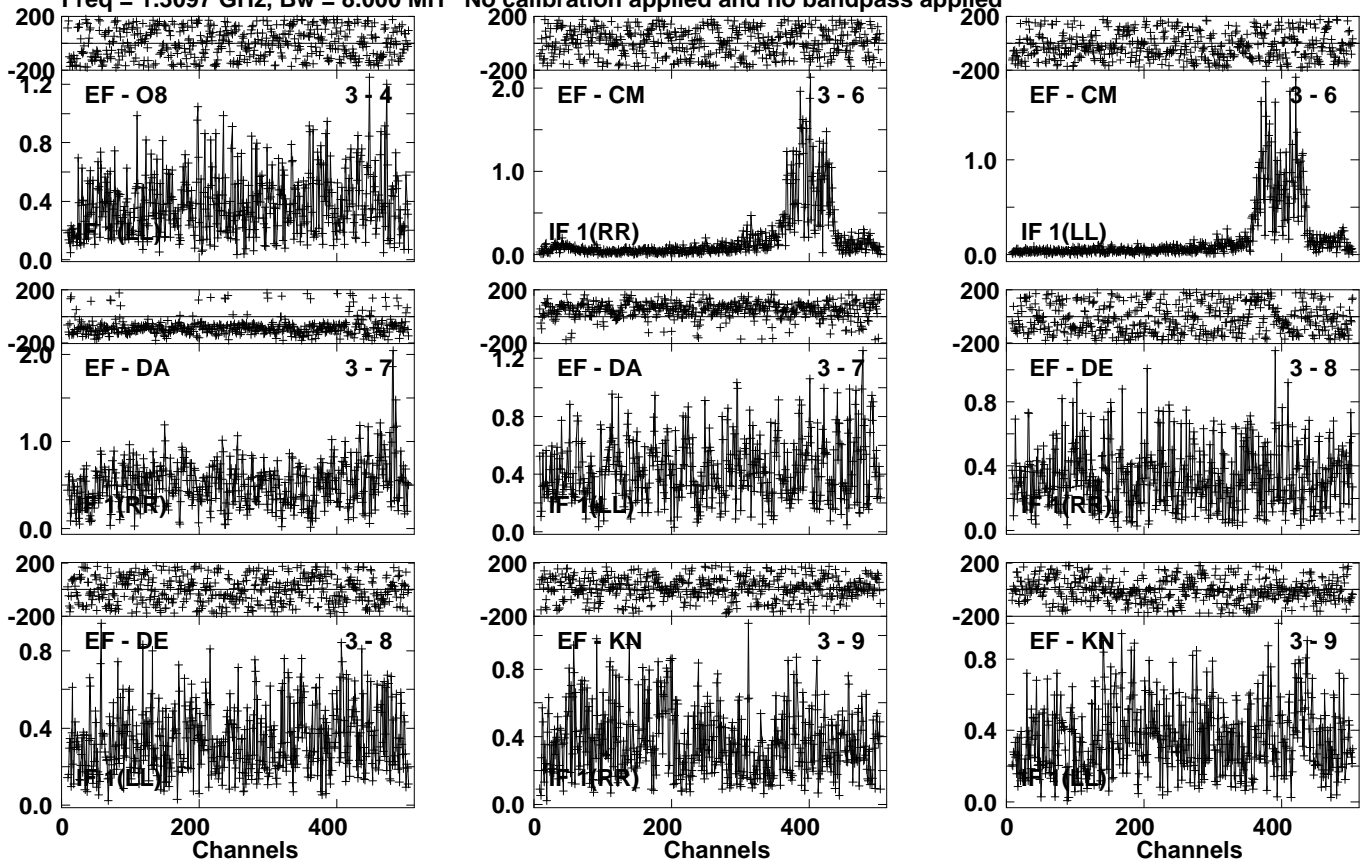 Freq = 1.3097 GHz, Bw = 8.000 MH No calibration applied and no bandpass applied
200 200 200
-200 -200 -200
1.2 EF - O8 3 - 4 2.0 EF - CM 3 - 6 2.0 EF - CM 3 - 6
0.8
1.0 1.0
0.4
IF 1(LL) IF 1(RR) IF 1(LL)
0.0 0.0 0.0
200 200 200
-200 -200 -200
2.0 EF - DA 3 - 7 1.2 EF - DA 3 - 7 EF - DE 3 - 8
0.8 0.8
1.0
0.4 0.4
IF 1(RR) IF 1(LL) IF 1(RR)
0.0 0.0 0.0
200 200 200
-200 -200 -200
EF - DE 3 - 8 EF - KN 3 - 9 EF - KN 3 - 9
0.8 0.8 0.8
0.4 0.4 0.4
IF 1(LL) IF 1(RR) IF 1(LL)
0.0 0.0 0.0
0 200 400 0 200 400 0 200 400
Channels Channels Channels